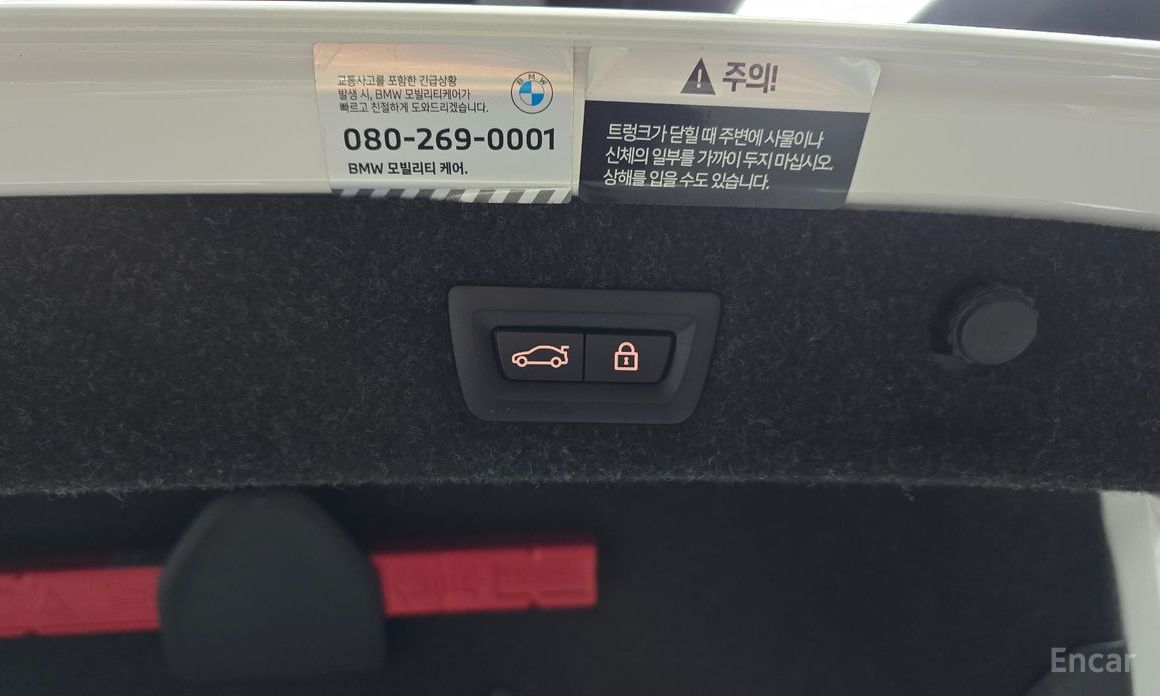 교통사고를 포함한 긴급상황
발생 시, BMW 모빌리티케어가
빠르고 친절하게 도와드리겠습니다.
BMW
080-269-0001
BMW 모빌리티 케어.
주의!
트렁크가 닫힐 때 주변에 사물이나
신체의 일부를 가까이 두지 마십시오.
상해를 입을 수도 있습니다.
Encar